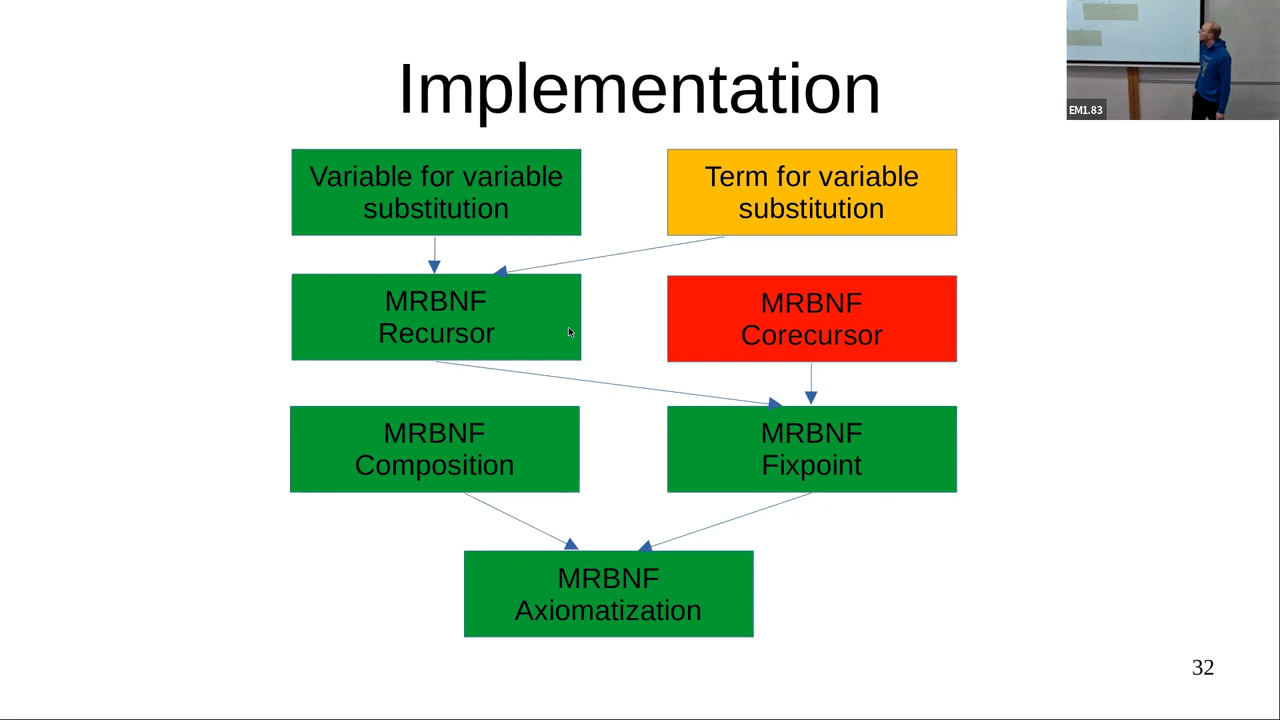 Implementation
EM1.83
Variable for variable
substitution
Term for variable
substitution
MRBNF
Recursor
MRBNF
Corecursor
MRBNF
Composition
MRBNF
Fixpoint
MRBNF
Axiomatization
32